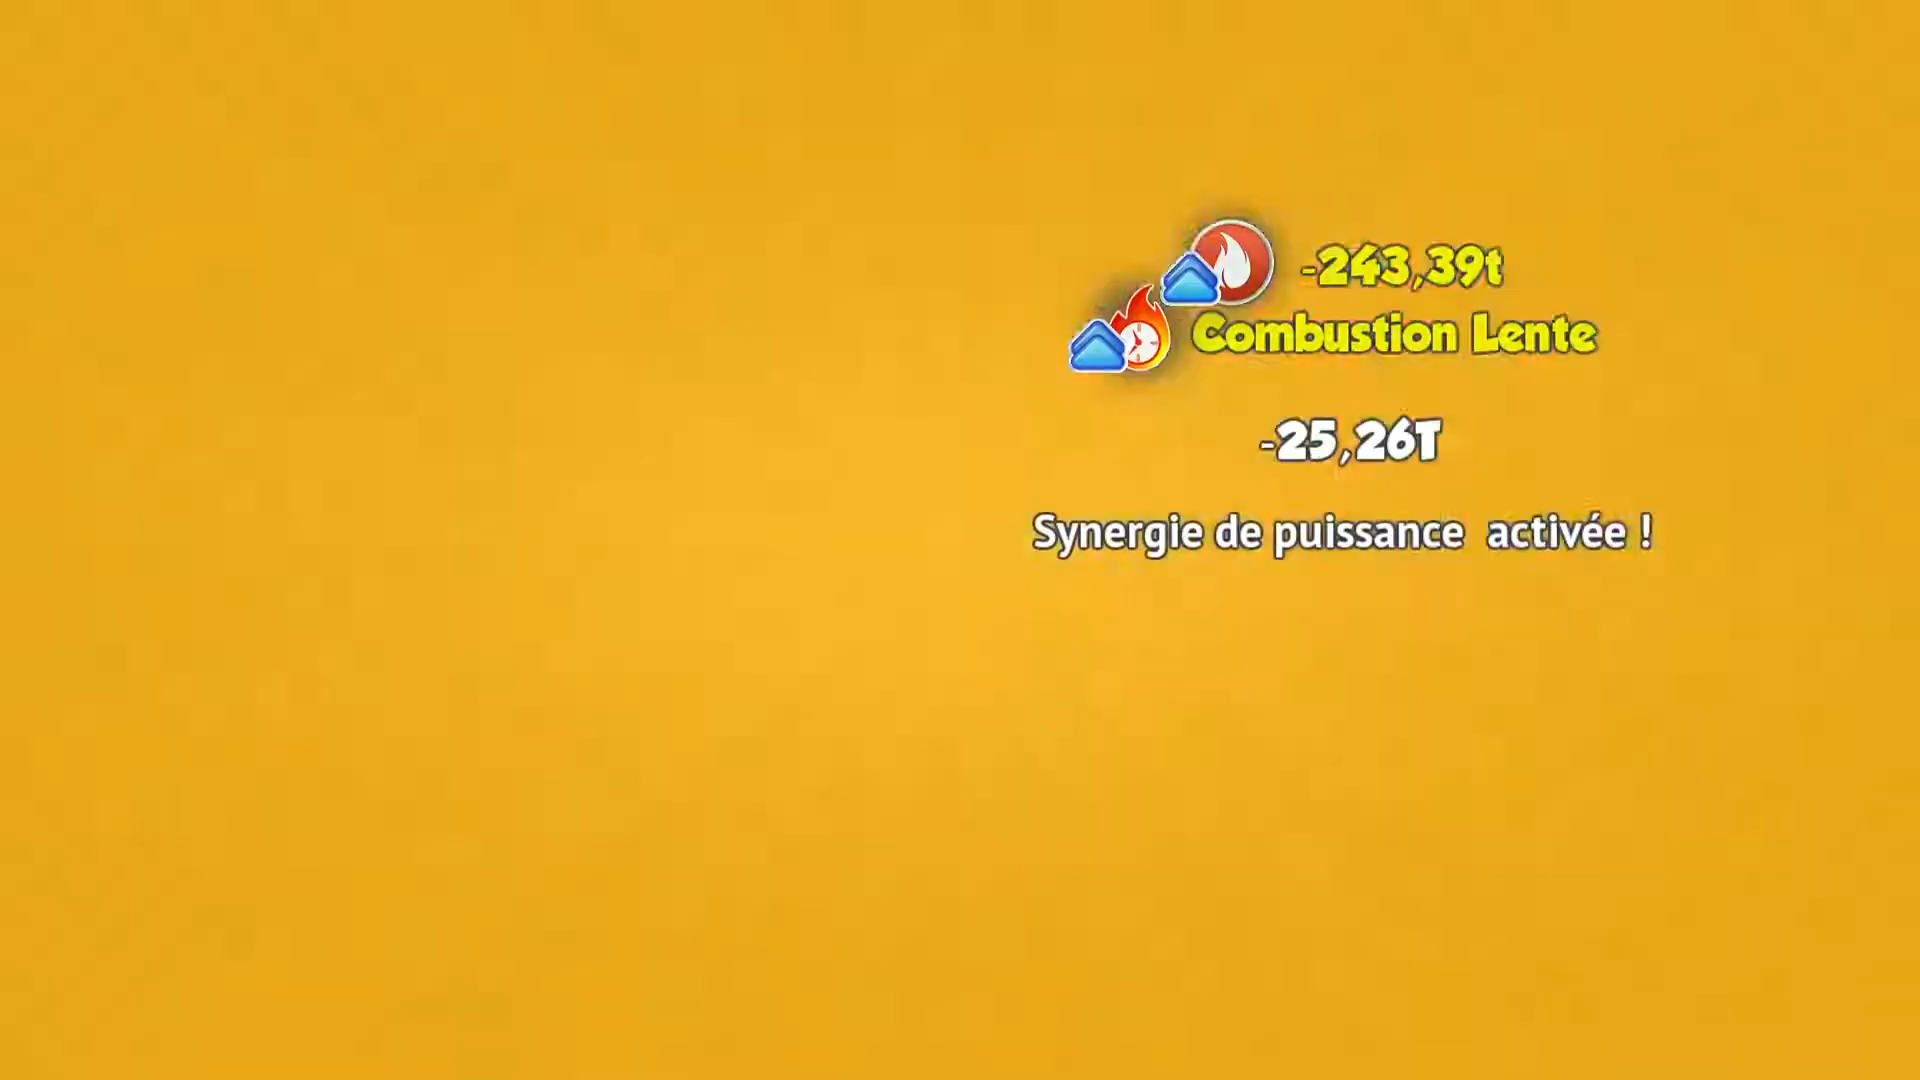 -243,39t
Combustion Lente
-25,26T
Synergie de puissance activée !